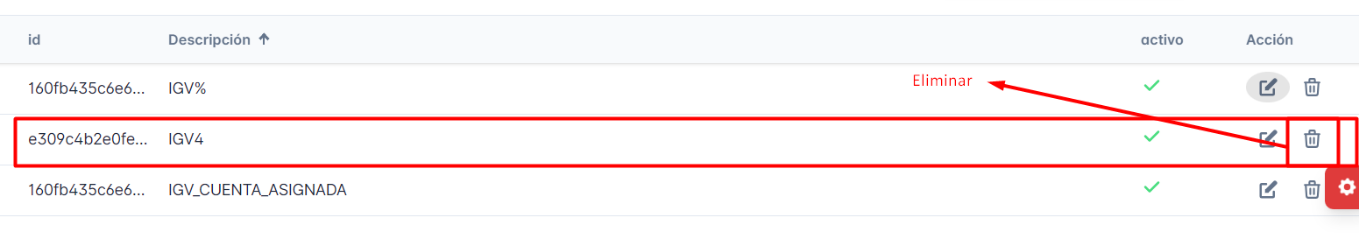 id Descripción activo Acción
160fb435c6e6... IGV%
Eliminar
e309c4b2e0fe... IGV4
160fb435c6e6... IGV_CUENTA_ASIGNADA